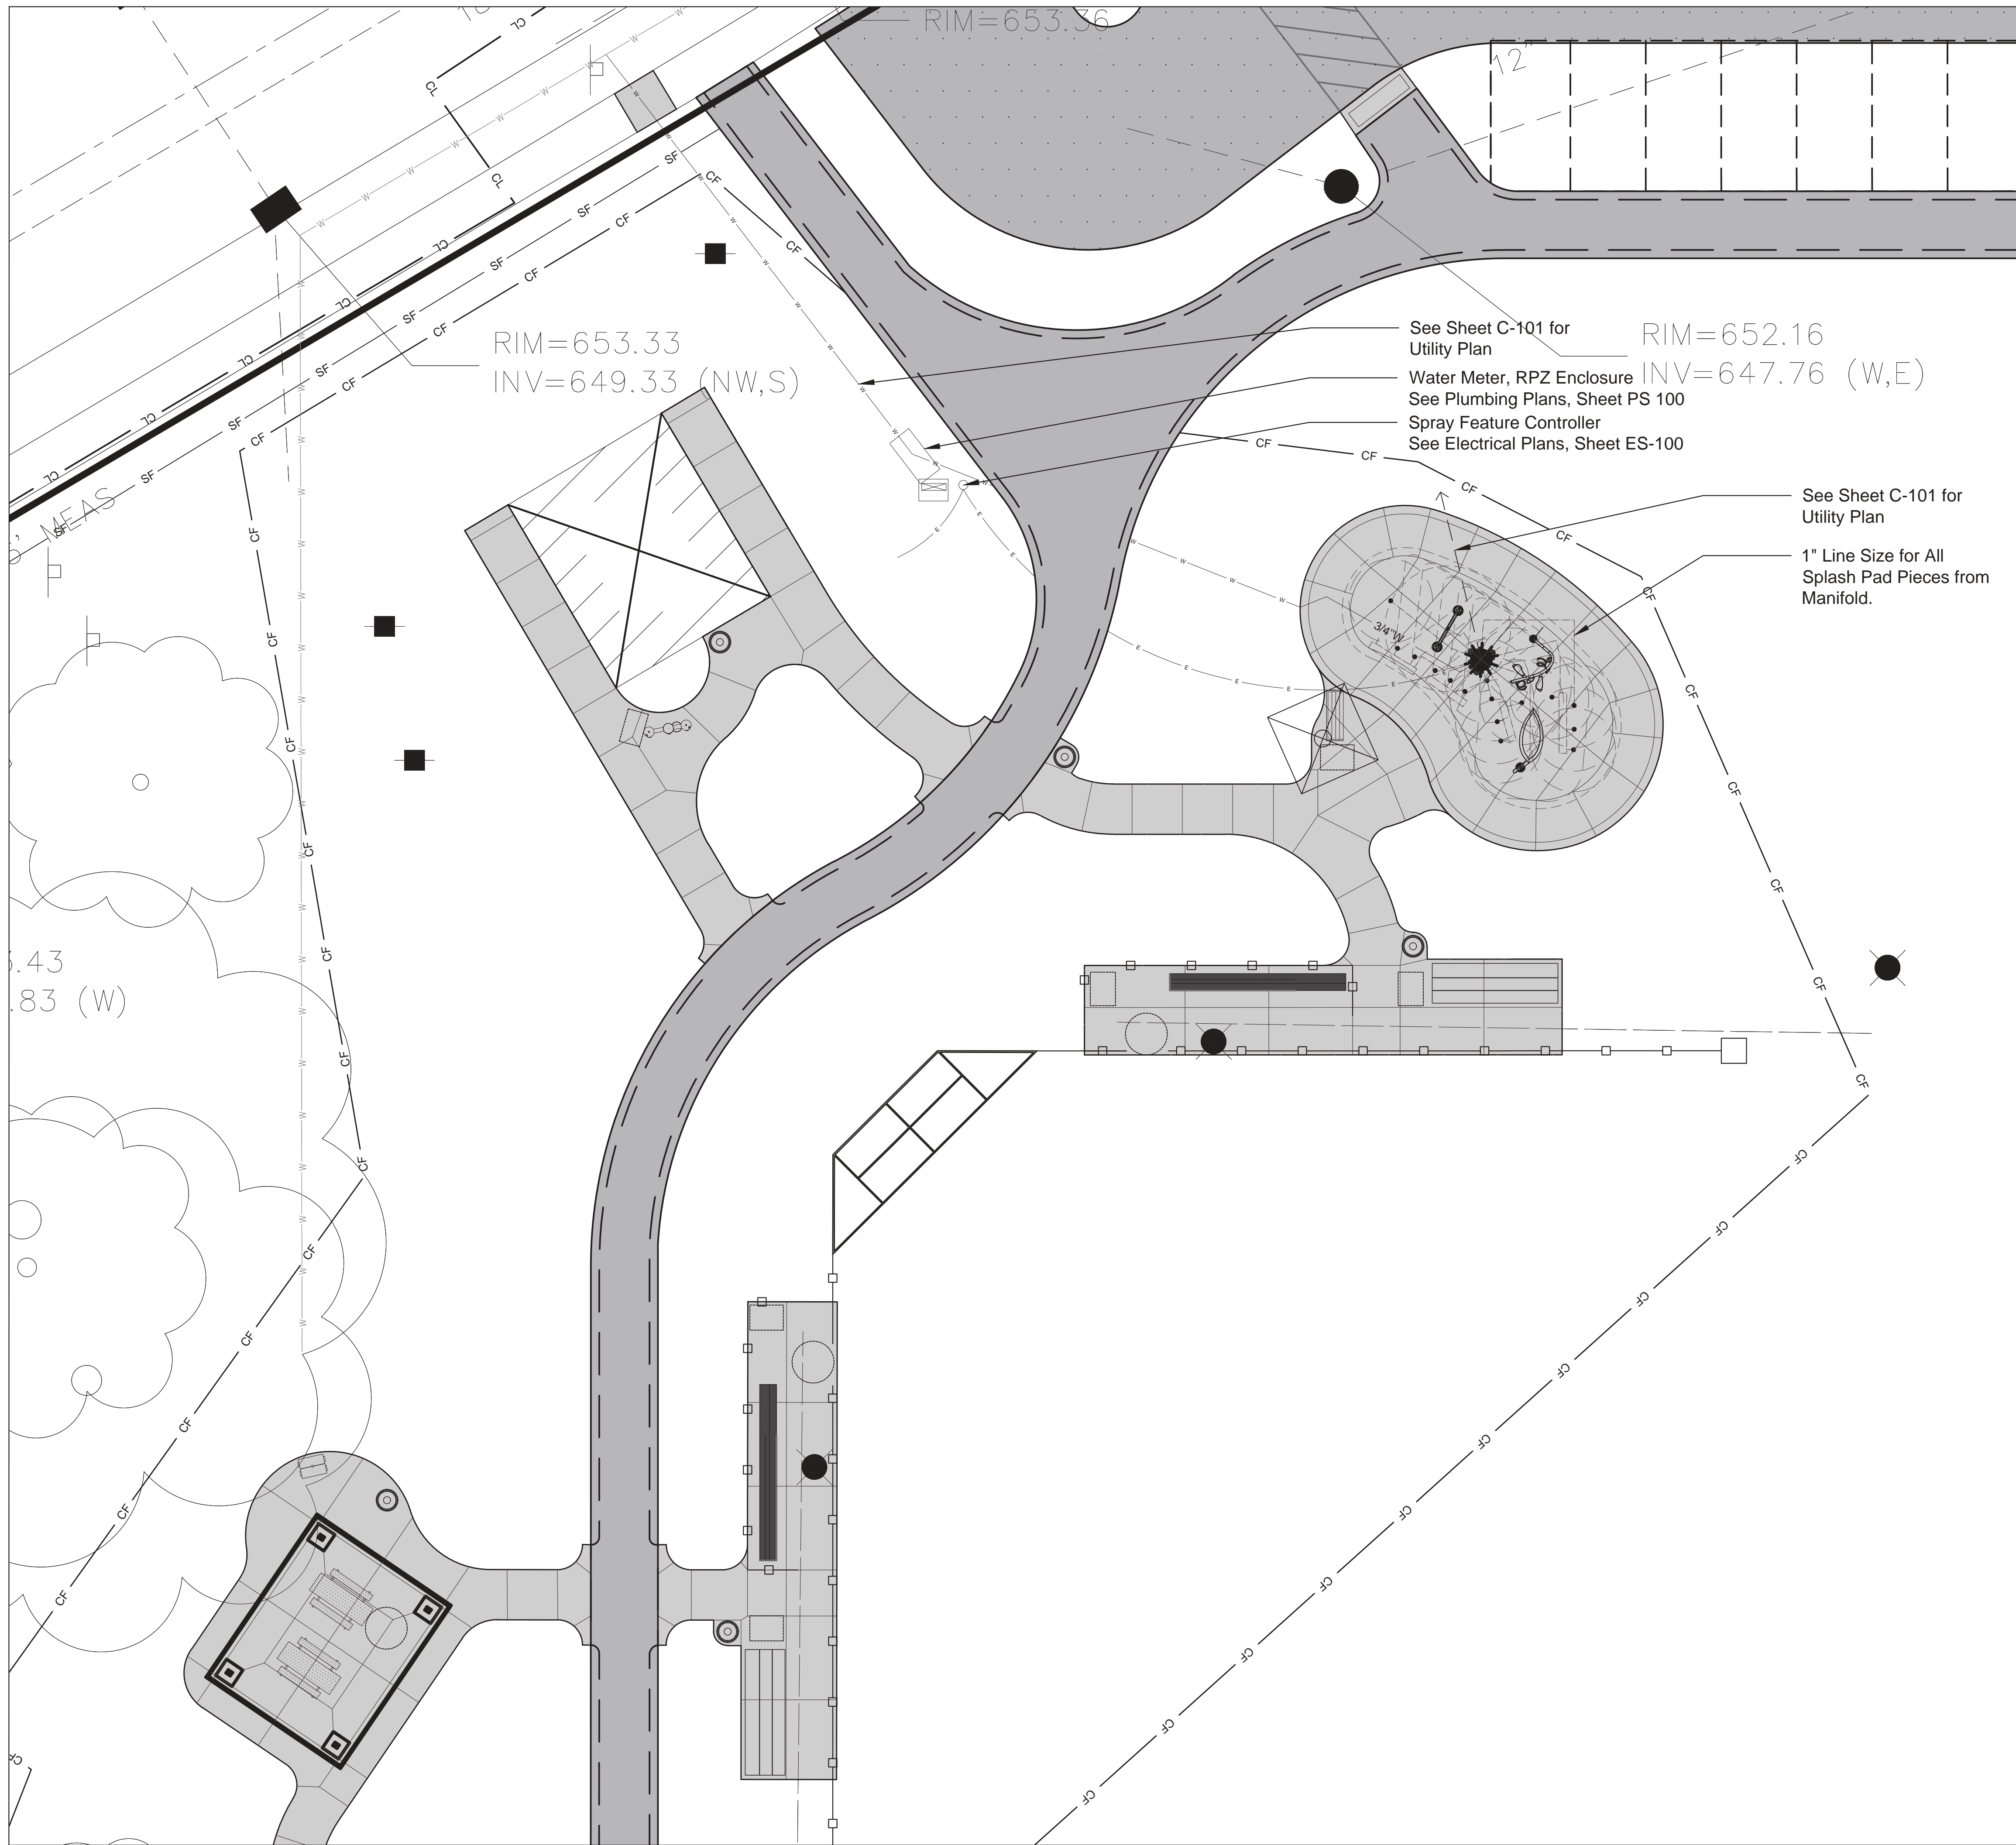 RIM=653.36
12"
RIM=653.33
INV=649.33 (NW,S)
See Sheet C-101 for
Utility Plan
RIM=652.16
INV=647.76 (W,E)
Water Meter, RPZ Enclosure
See Plumbing Plans, Sheet PS 100
Spray Feature Controller
See Electrical Plans, Sheet ES-100
See Sheet C-101 for
Utility Plan
1" Line Size for All
Splash Pad Pieces from
Manifold.
MEAS
3/4"W
.43
.83 (W)
CL
SF
CF
W
E